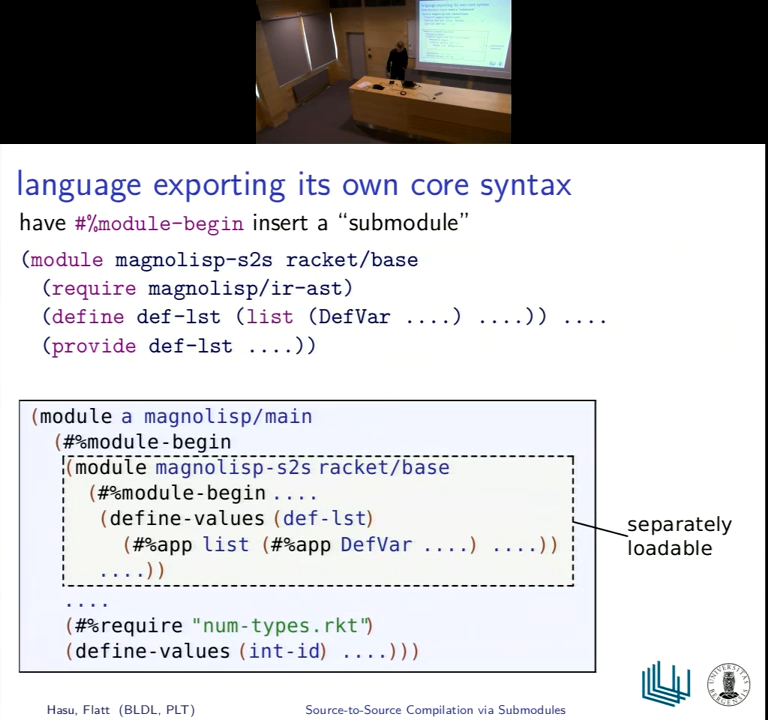 language exporting its own core syntax
have #%module-begin insert a “submodule”
(module magnolisp-s2s racket/base
(require magnolisp/ir-ast)
(define def-lst (list (DefVar ....) ....)) ....
(provide def-lst ....))
(module a magnolisp/main
(#%module-begin
(module magnolisp-s2s racket/base
(#%module-begin ....
(define-values (def-lst)
(#%app list (#%app DefVar ....) ....))
....))
separately
loadable
....
(#%require "num-types.rkt")
(define-values (int-id) ....)))
Hasu, Flatt (BLDL, PLT)
Source-to-Source Compilation via Submodules